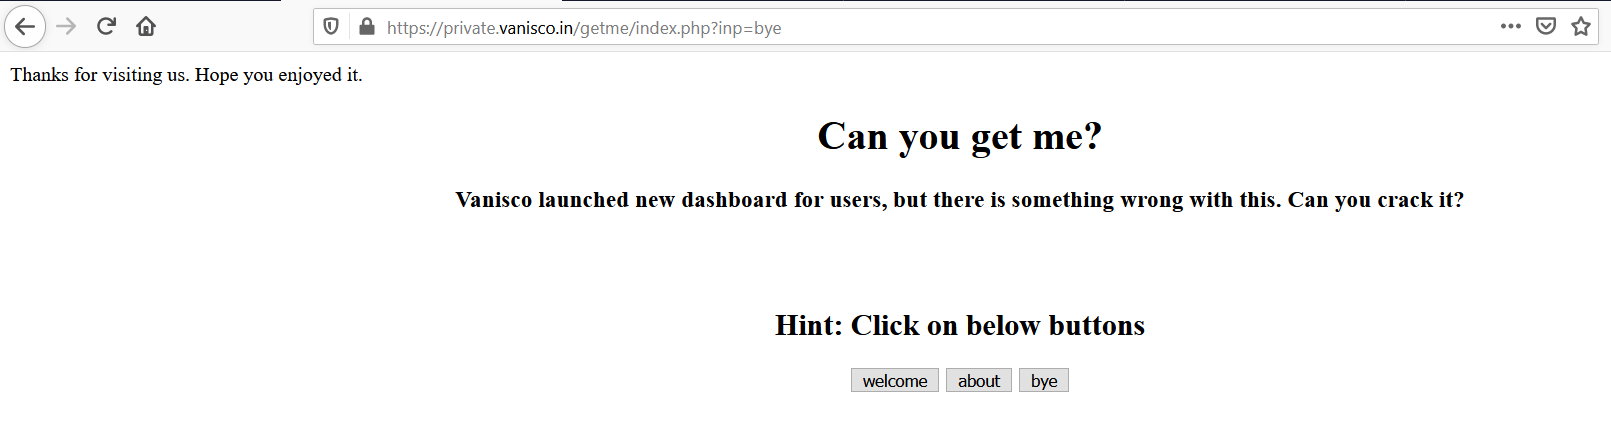 https://private.vanisco.in/getme/index.php?inp=bye
Thanks for visiting us. Hope you enjoyed it.
Can you get me?
Vanisco launched new dashboard for users, but there is something wrong with this. Can you crack it?
Hint: Click on below buttons
welcome about bye